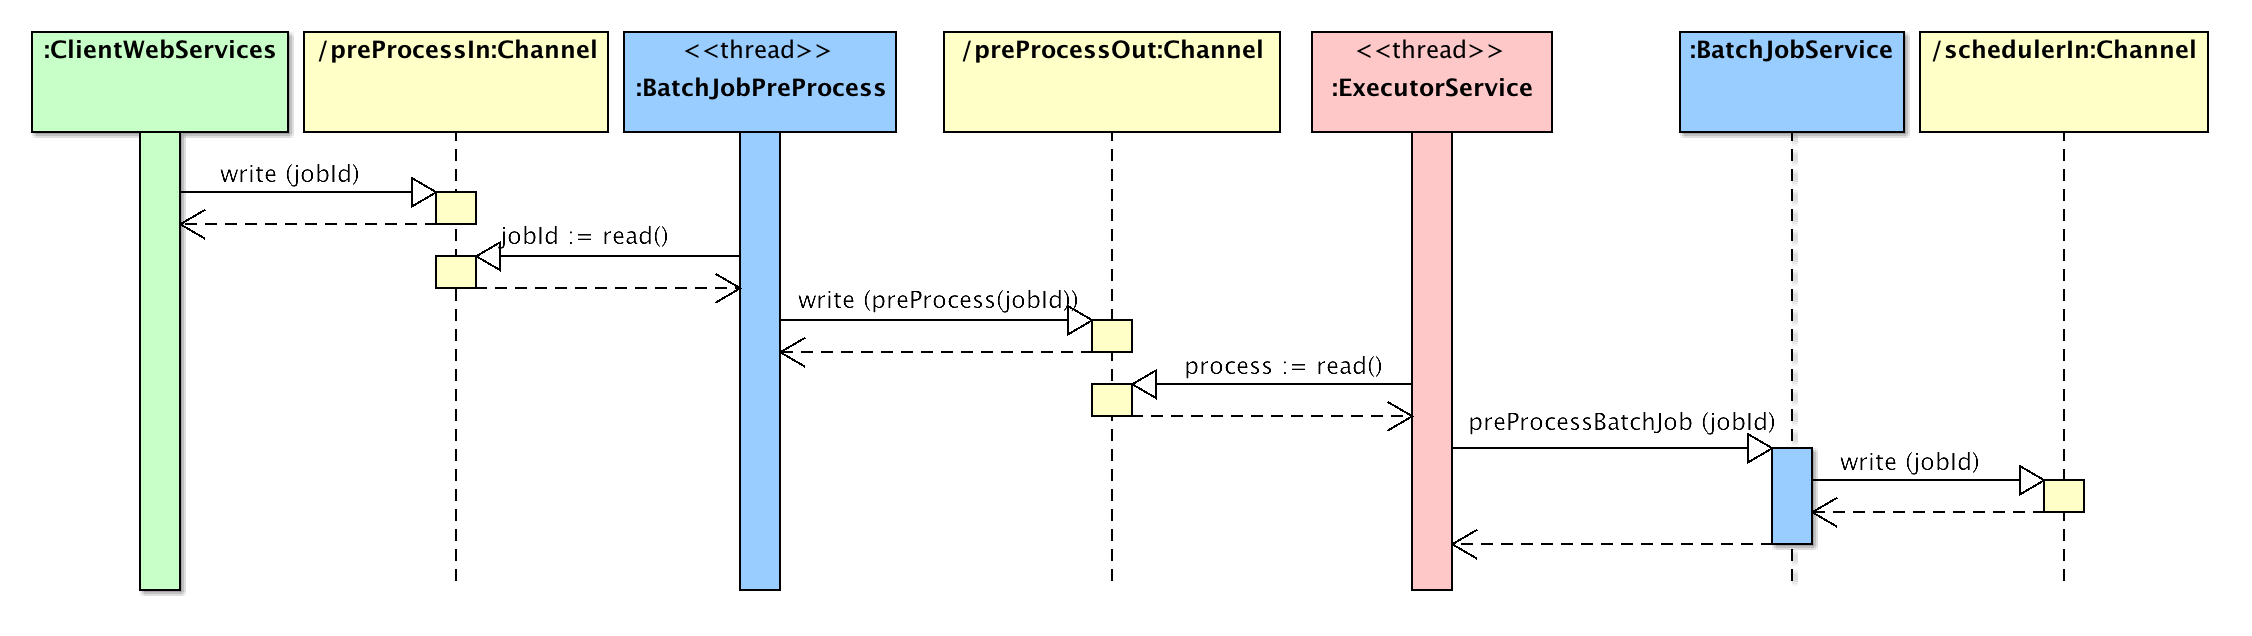 :ClientWebServices
/preProcessIn:Channel
<<thread>>
:BatchJobPreProcess
/preProcessOut:Channel
<<thread>>
:ExecutorService
:BatchJobService
/schedulerIn:Channel
write (jobId)
jobId := read()
write (preProcess(jobId))
process := read()
preProcessBatchJob (jobId)
write (jobId)